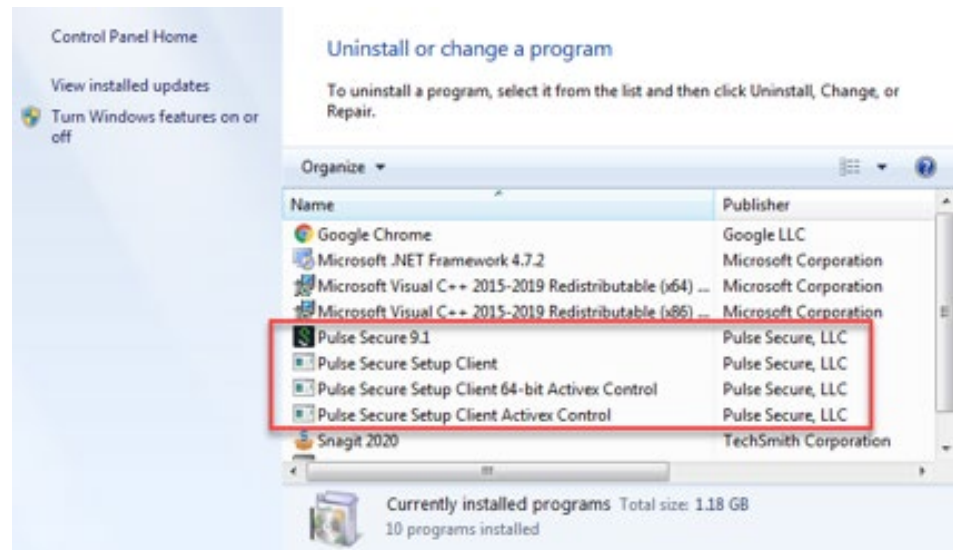 Control Panel Home
View installed updates
Turn Windows features on or
off
Uninstall or change a program
To uninstall a program, select it from the list and then click Uninstall, Change, or
Repair.
Organize
Name Publisher
Google Chrome Google LLC
Microsoft .NET Framework 4.7.2 Microsoft Corporation
Microsoft Visual C++ 2015-2019 Redistributable (x64) ... Microsoft Corporation
Microsoft Visual C++ 2015-2019 Redistributable (x86) ... Microsoft Corporation
Pulse Secure 9.1 Pulse Secure, LLC
Pulse Secure Setup Client Pulse Secure, LLC
Pulse Secure Setup Client 64-bit Activex Control Pulse Secure, LLC
Pulse Secure Setup Client Activex Control Pulse Secure, LLC
Snagit 2020 TechSmith Corporation
Currently installed programs Total size: 1.18 GB
10 programs installed